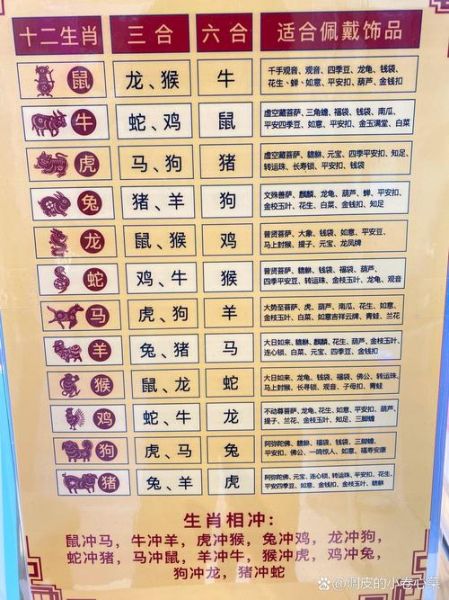 十二生肖 三合 六合 适合佩戴饰品
鼠 龙、猴 牛
千手观音、观音、四季豆、龙龟、钱袋、
花生、蝉、如意、平安扣、葫芦、金钱扣
牛 蛇、鸡 鼠
虚空藏菩萨、三角蟾、福袋、钱袋、南瓜、
平安四季豆、如意、平安扣、金玉满堂、白菜
虎 马、狗 猪
虚空藏菩萨、貔貅、元宝、四季平安扣、知足、
转运珠、长寿锁、平安扣、钱袋
兔 猪、羊 狗
文殊菩萨、麒麟、龙龟、葫芦、蝉、平安扣、
金枝玉叶、花生、白菜、金钱扣、知足
龙 鼠、猴 鸡
普贤菩萨、大象、钱袋、如意、平安豆、
马上封猴、提子、元宝、龙凤牌
蛇 鸡、牛 猴
普贤菩萨、貔貅、钱袋、福袋、葫芦、
四季平安豆、转运珠、金枝玉叶、龙龟、观音
马 虎、狗 羊
大势至菩萨、虎、葫芦、南瓜、花生、如意、
金枝玉叶、白菜、如意吉祥云牌、青蛙、兰花
羊 兔、猪 马
大日如来、貔貅、麒麟、花生、葫芦、平安扣、
连心锁、白菜、元宝、四季豆、金钱扣
猴 鼠、龙 蛇
大日如来、龙龟、钱袋、福袋、佛公、转运珠、
马上封猴、长寿锁、观音、子母扣、青蛙
鸡 蛇、牛 龙
不动尊菩萨、龙龟、花生、如意、平安扣、葫芦、
提子、兰花、金枝玉叶、知足、三脚蟾
狗 虎、马 兔
阿弥陀佛、貔貅、福袋、钱袋、三脚蟾、
平安扣、佛公、一鸣惊人、如意、福寿安康
猪 兔、羊 虎
阿弥陀佛、元宝、连心锁、转运珠、平安扣、花生、
平安四季豆、如意、金钱扣、金枝玉叶、貔貅
生肖相冲：
鼠冲马，牛冲羊，虎冲猴，兔冲鸡，龙冲狗，
蛇冲猪，马冲鼠，羊冲牛，猴冲虎，鸡冲兔，
狗冲龙，猪冲蛇